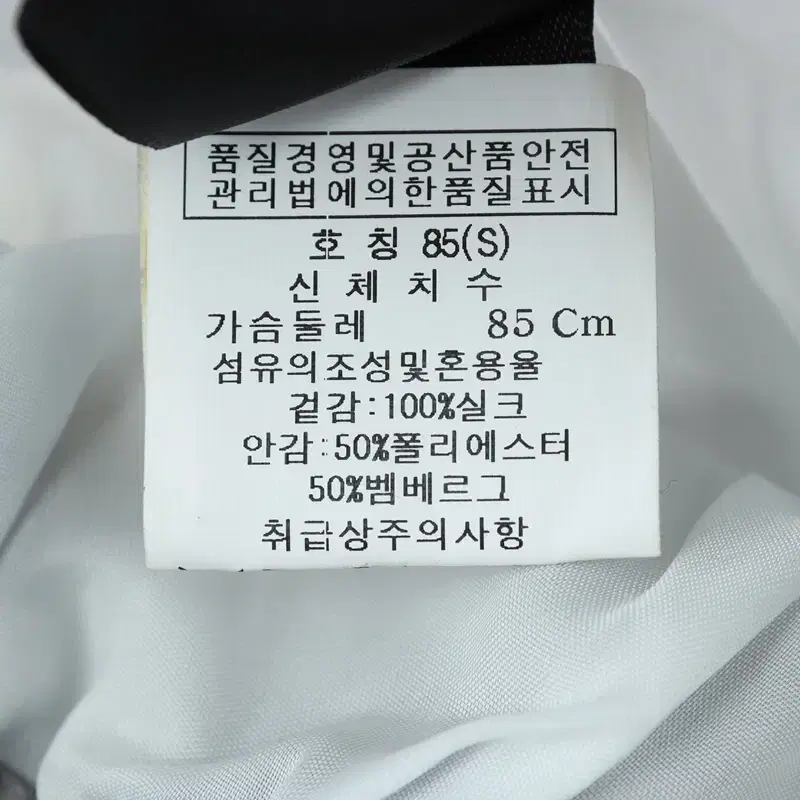 품질경영및공산품안전
관리법에의한품질표시
호 칭 85(S)
신 체 치 수
가슴둘레 85 Cm
섬유의조성및혼용율
겉감:100%실크
안감:50%폴리에스터
50%벰베르그
취급상주의사항